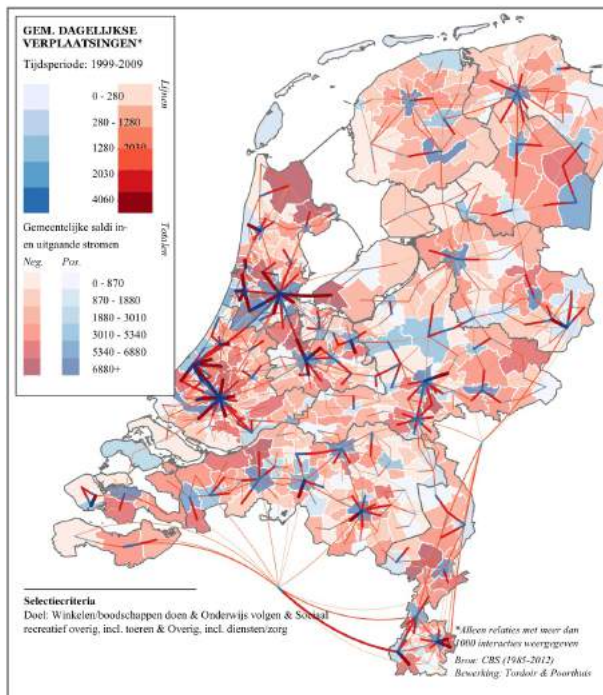 GEM. DAGELIJKSE
VERPLAATSINGEN*
Tijdsperiode: 1999-2009
Lijnen
0 - 280
280 - 1280
1280 - 2030
2030
4060
Gemeentelijke saldi in-
en uitgaande stromen
Totalen
Neg. Pos.
0 - 870
870 - 1880
1880 - 3010
3010 - 5340
5340 - 6880
6880+
Selectiecriteria
Doel: Winkelen/boodschappen doen & Onderwijs volgen & Sociaal
recreatief overig, incl. toeren & Overig, incl. diensten/zorg
*Alleen relaties met meer dan
1000 interacties weergegeven
Bron: CBS (1985-2012)
Bewerking: Tordoir & Poorthuis